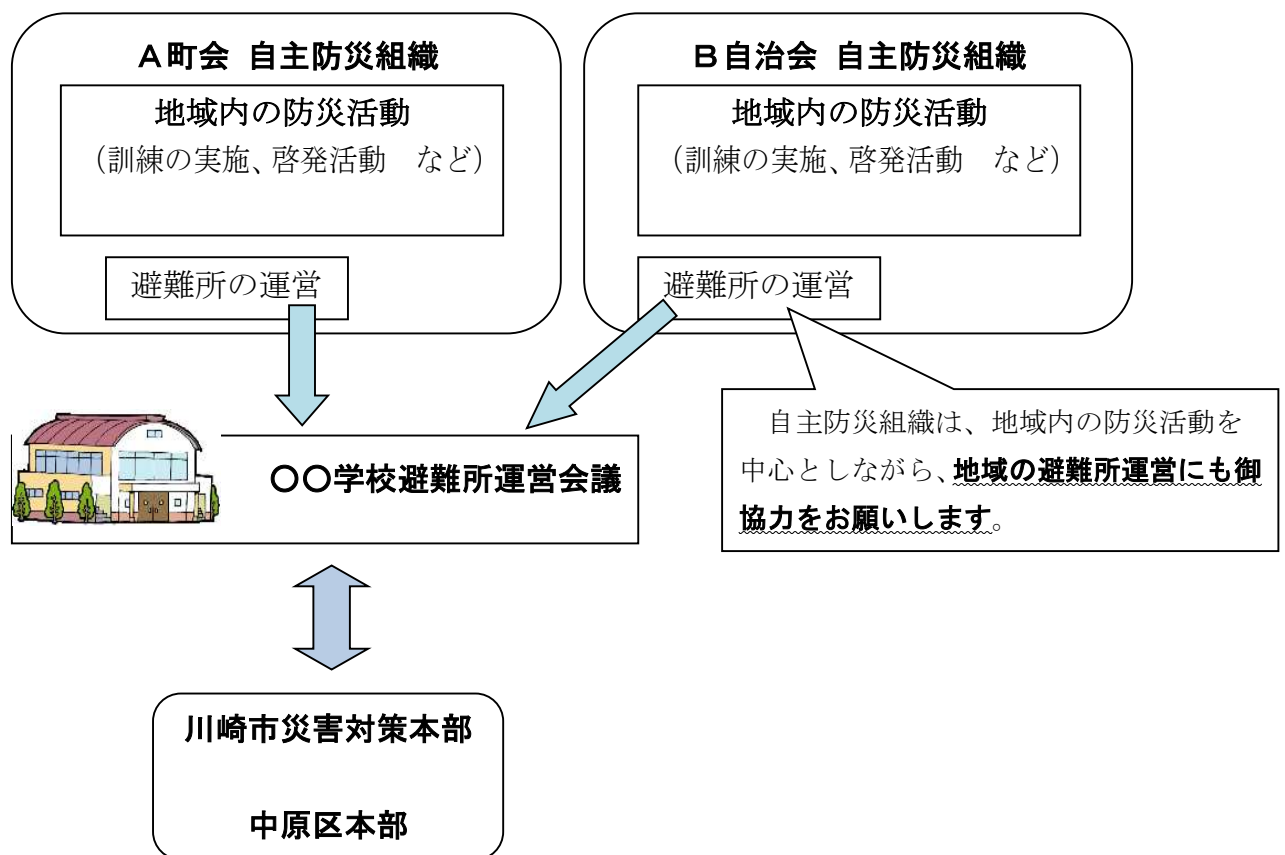 A町会 自主防災組織
地域内の防災活動
（訓練の実施、啓発活動　など）
避難所の運営
B自治会 自主防災組織
地域内の防災活動
（訓練の実施、啓発活動　など）
避難所の運営
自主防災組織は、地域内の防災活動を
中心としながら、地域の避難所運営にも御
協力をお願いします。
〇〇学校避難所運営会議
川崎市災害対策本部
中原区本部